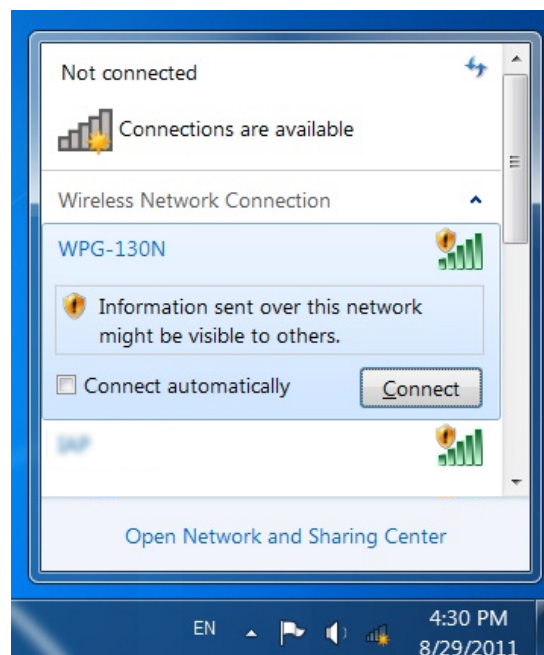 Not connected
Connections are available
Wireless Network Connection
WPG-130N
Information sent over this network
might be visible to others.
Connect automatically
Connect
Open Network and Sharing Center
EN
4:30 PM
8/29/2011